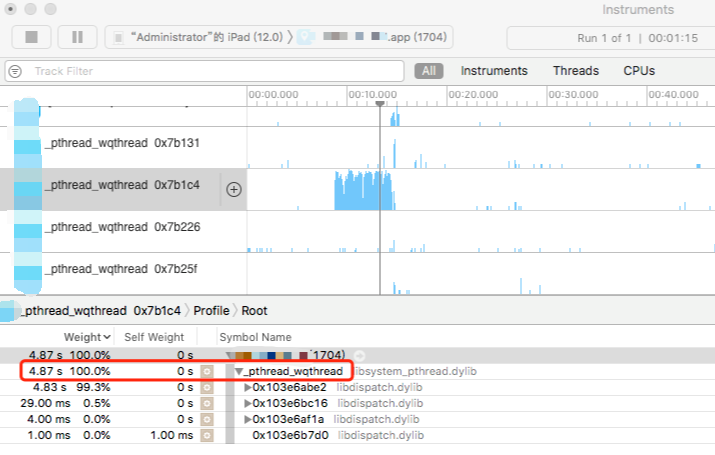 Instruments
“Administrator”的 iPad (12.0) 〉 .app (1704)
Run 1 of 1 | 00:01:15
Track Filter
All Instruments Threads CPUs
00:00.000 00:10.000 00:20.000 00:30.000 00:40.000
_pthread_wqthread 0x7b131
_pthread_wqthread 0x7b1c4
_pthread_wqthread 0x7b226
_pthread_wqthread 0x7b25f
_pthread_wqthread 0x7b1c4 〉 Profile 〉 Root
Weight Self Weight Symbol Name
4.87 s 100.0% 0 s 1704)
4.87 s 100.0% 0 s _pthread_wqthread libsystem_pthread.dylib
4.83 s 99.3% 0 s 0x103e6abe2 libdispatch.dylib
29.00 ms 0.5% 0 s 0x103e6bc16 libdispatch.dylib
4.00 ms 0.0% 0 s 0x103e6af1a libdispatch.dylib
1.00 ms 0.0% 1.00 ms 0x103e6b7d0 libdispatch.dylib